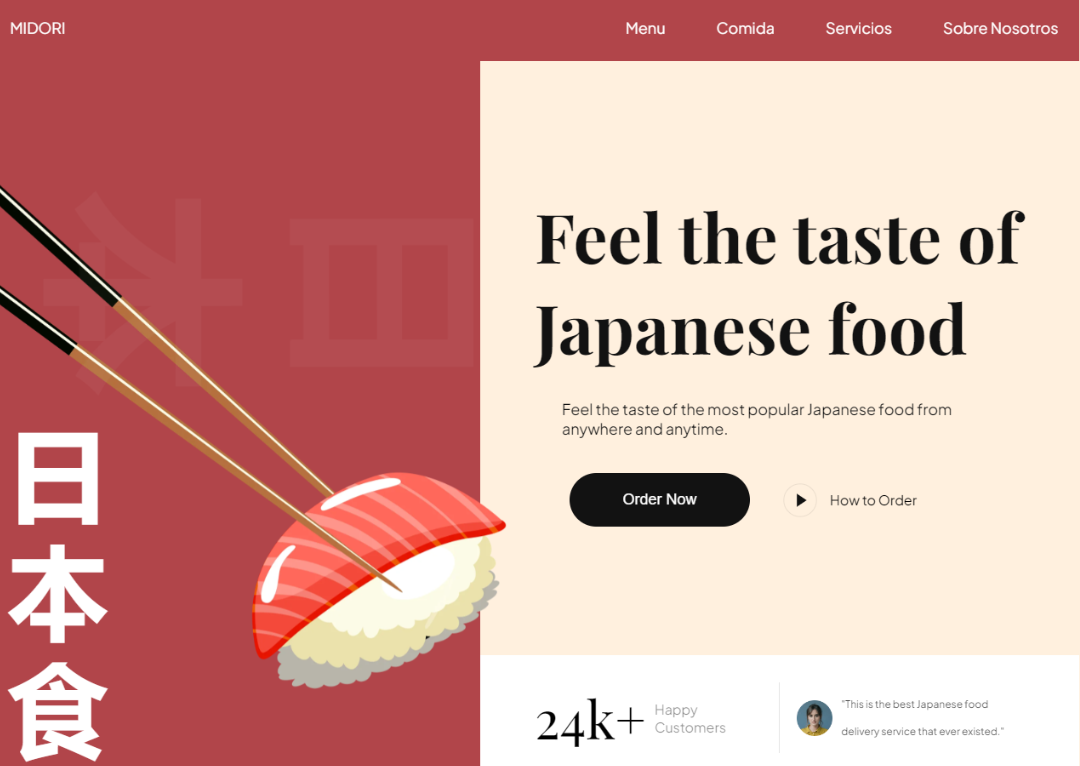 MIDORI
Menu
Comida
Servicios
Sobre Nosotros
日
本
食
Feel the taste of
Japanese food
Feel the taste of the most popular Japanese food from
anywhere and anytime.
Order Now
How to Order
24k+
Happy
Customers
"This is the best Japanese food
delivery service that ever existed."